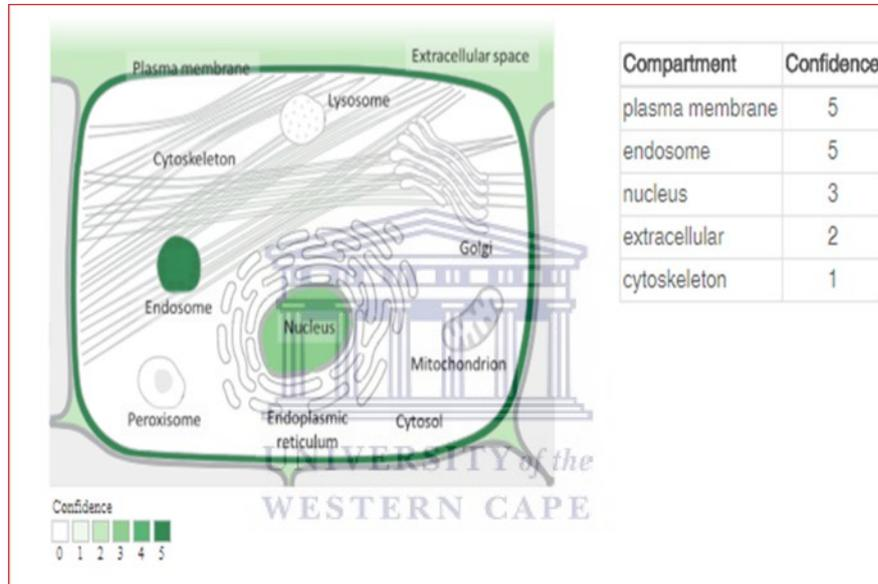 Plasma membrane
Extracellular space
Lysosome
Cytoskeleton
Golgi
Endosome
Nucleus
Mitochondrion
Peroxisome
Endoplasmic
reticulum
Cytosol
UNIVERSITY of the
WESTERN CAPE
Confidence
0 1 2 3 4 5
Compartment Confidence
plasma membrane 5
endosome 5
nucleus 3
extracellular 2
cytoskeleton 1